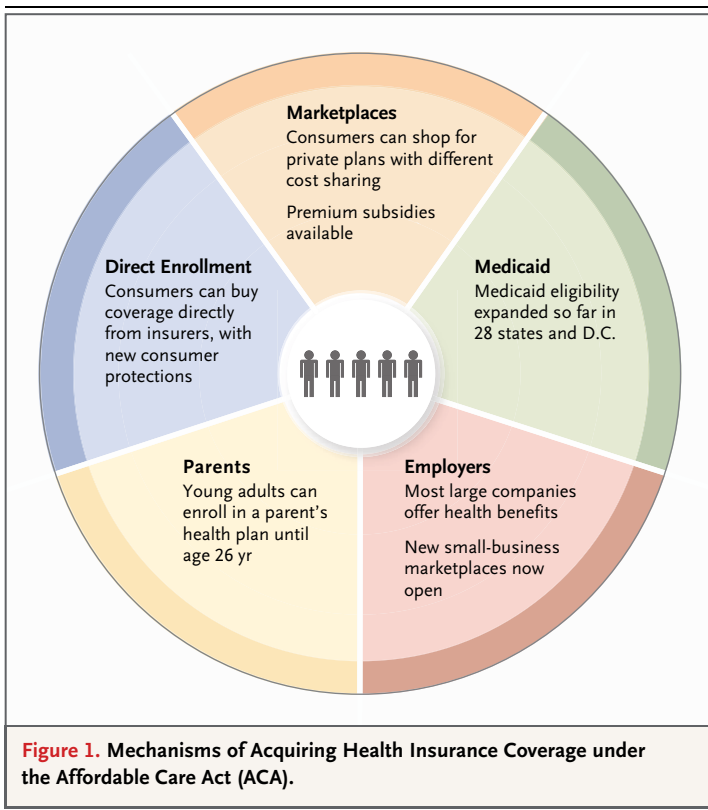 Marketplaces
Consumers can shop for
private plans with different
cost sharing
Premium subsidies
available
Direct Enrollment
Consumers can buy
coverage directly
from insurers, with
new consumer
protections
Medicaid
Medicaid eligibility
expanded so far in
28 states and D.C.
Parents
Young adults can
enroll in a parent’s
health plan until
age 26 yr
Employers
Most large companies
offer health benefits
New small-business
marketplaces now
open
Figure 1. Mechanisms of Acquiring Health Insurance Coverage under
the Affordable Care Act (ACA).